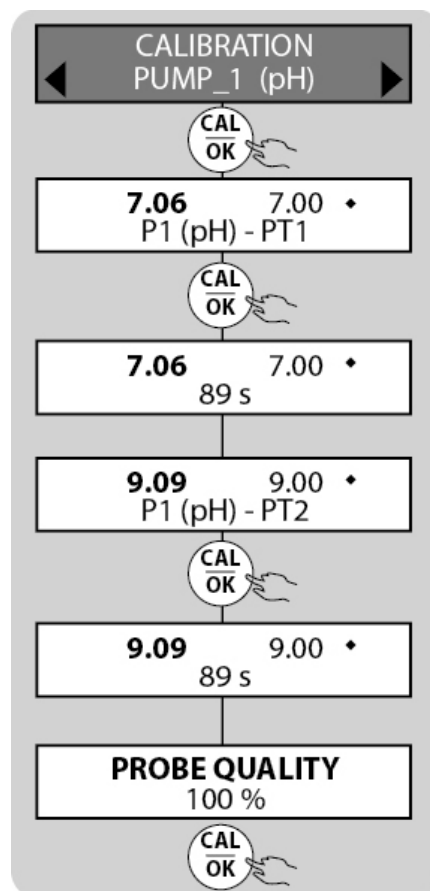 CALIBRATION
PUMP_1 (pH)
CAL
OK
7.06 7.00
P1 (pH) - PT1
CAL
OK
7.06 7.00
89 s
9.09 9.00
P1 (pH) - PT2
CAL
OK
9.09 9.00
89 s
PROBE QUALITY
100 %
CAL
OK